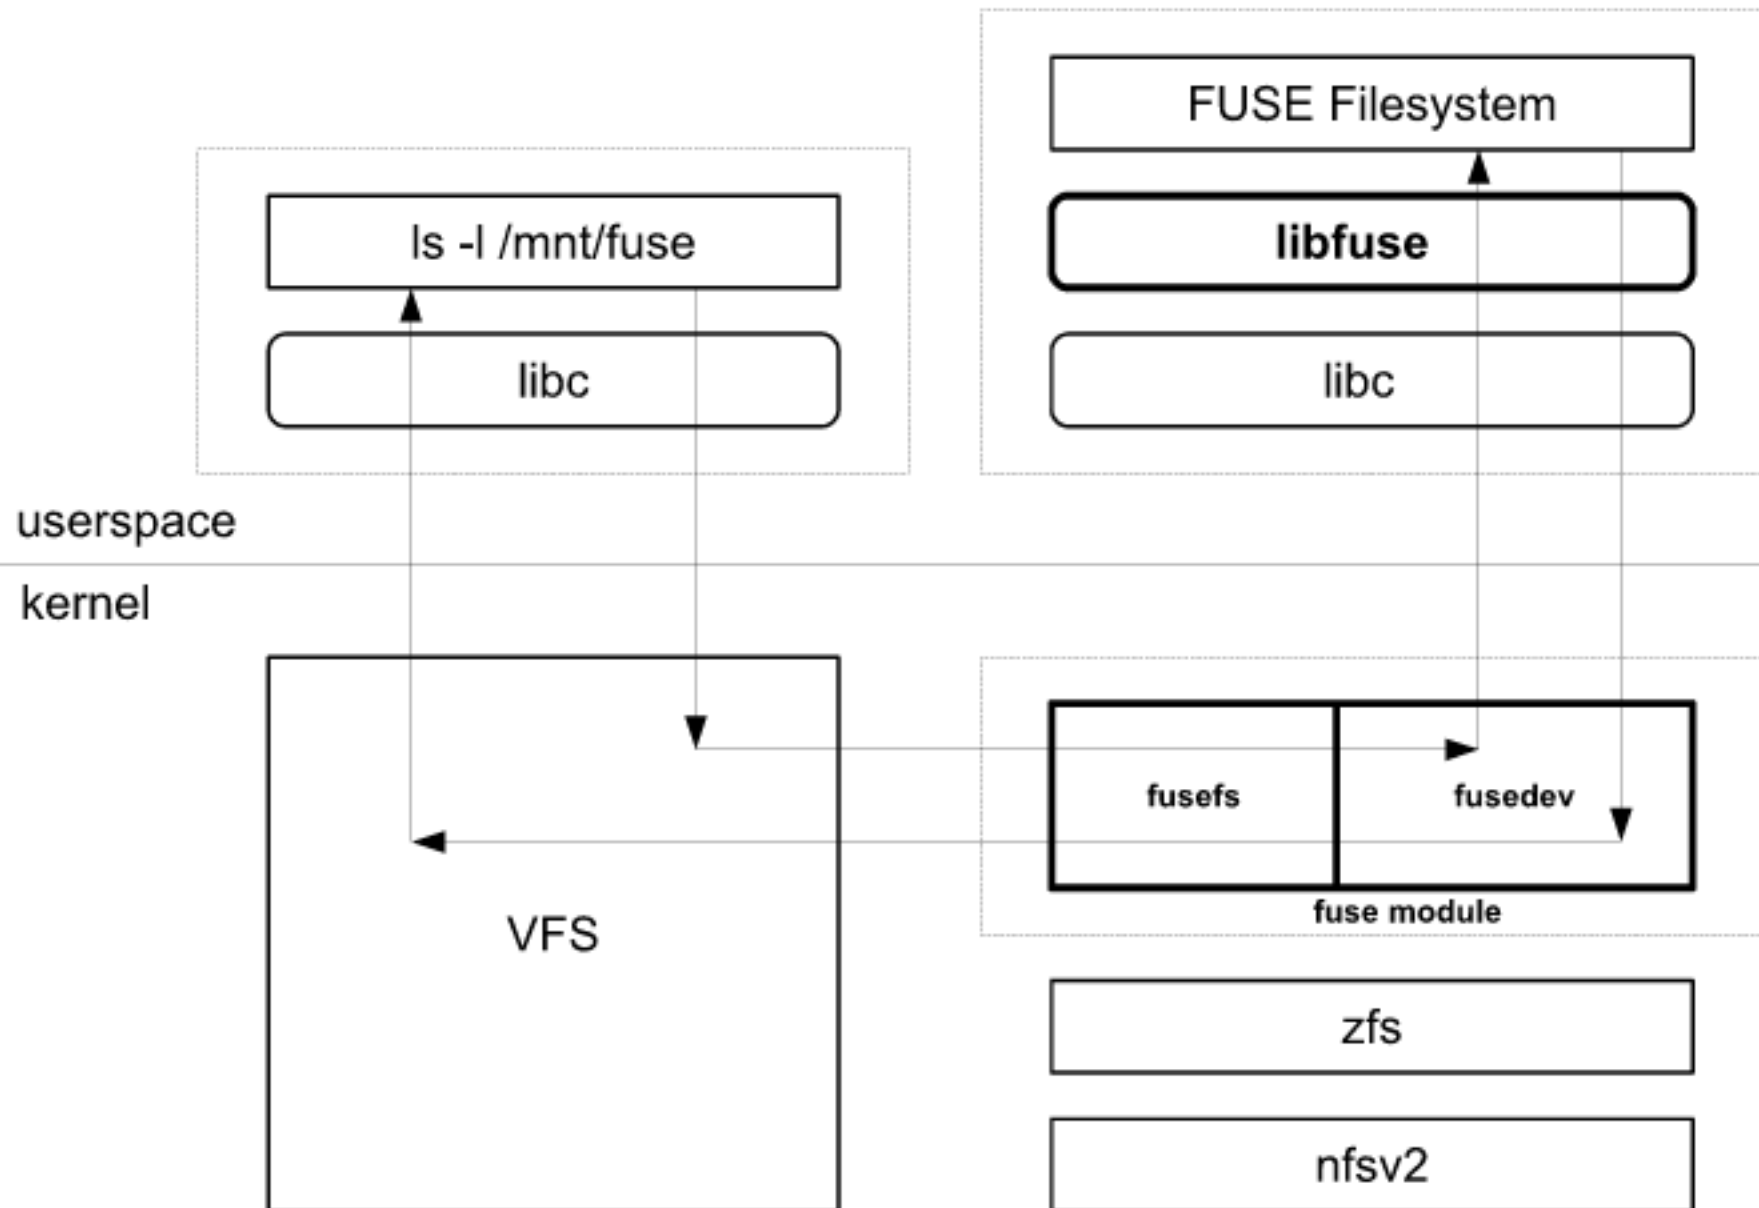 FUSE Filesystem
ls -l /mnt/fuse
libfuse
libc
libc
userspace
kernel
fusefs
fusedev
fuse module
VFS
zfs
nfsv2